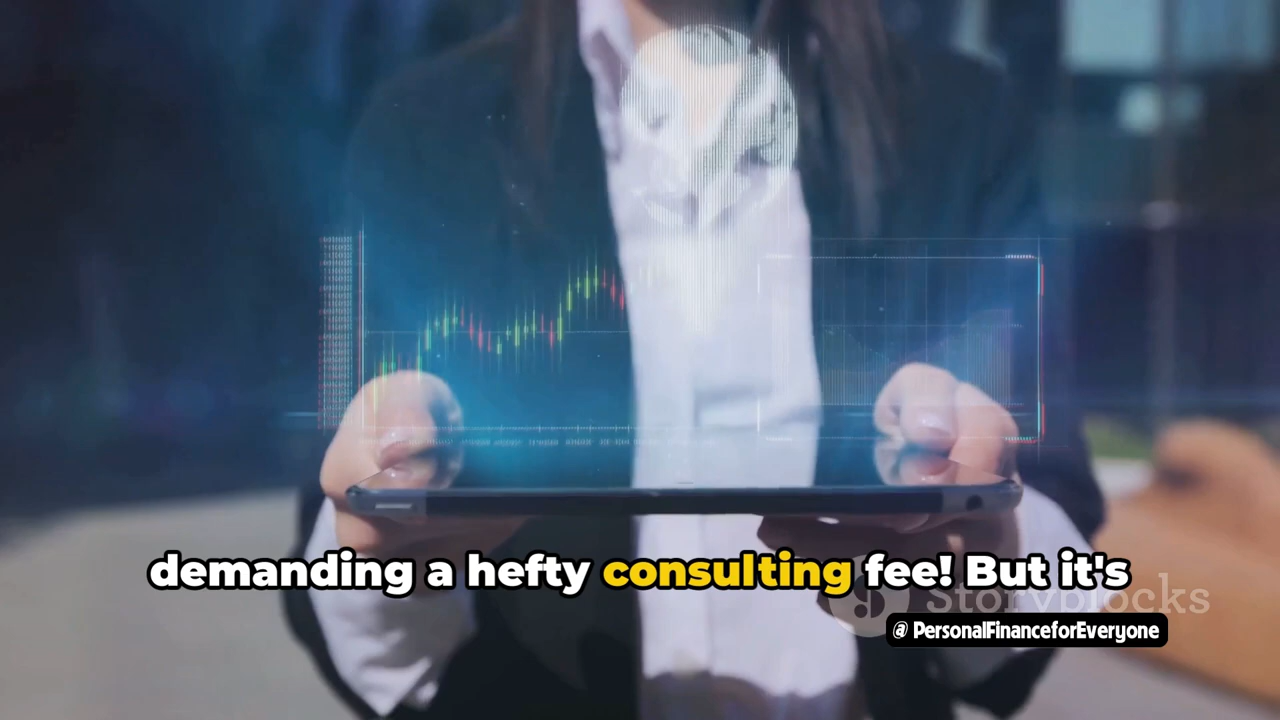 demanding a hefty consulting fee! But it's
Storyblocks
@ PersonalFinanceforEveryone